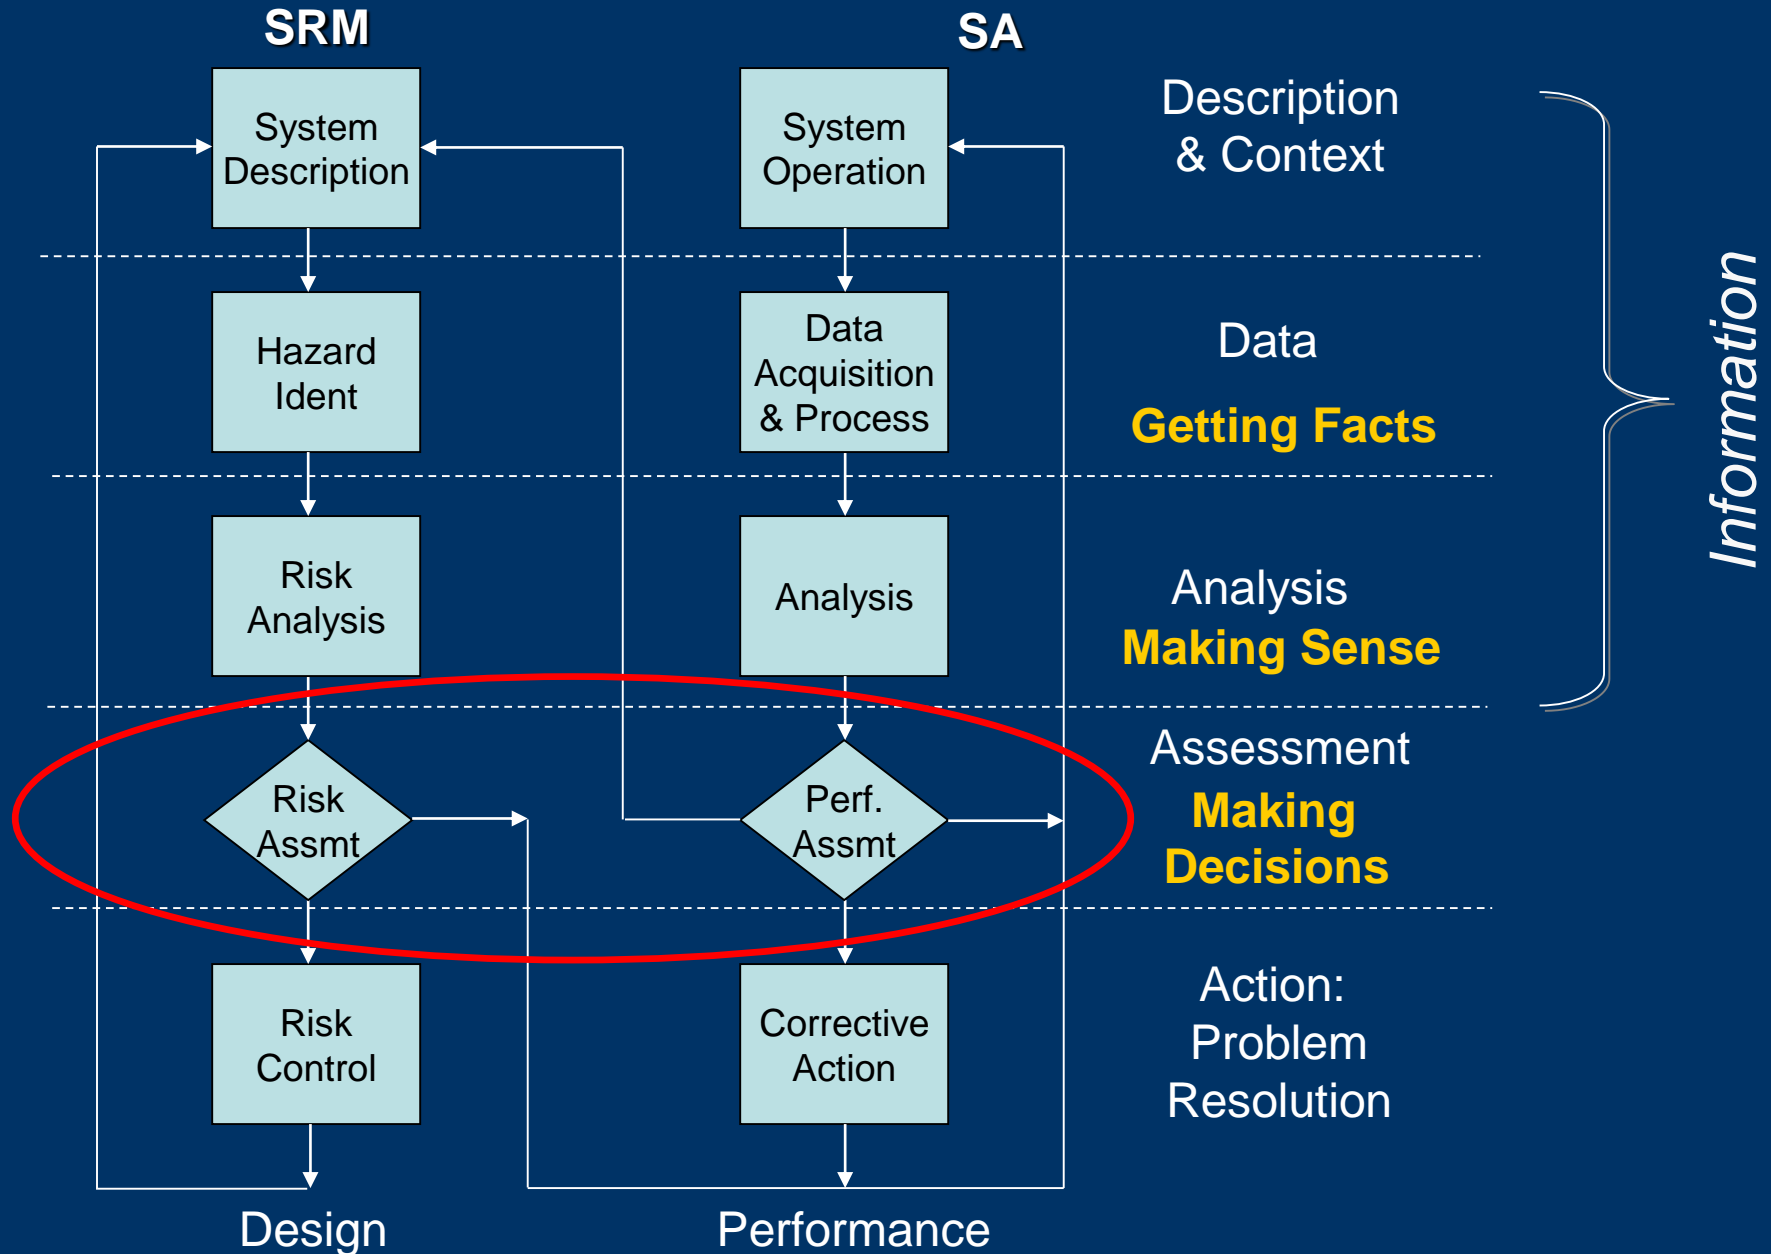 SRM
SA
System
Description
System
Operation
Description
& Context
Hazard
Ident
Data
Acquisition
& Process
Data
Getting Facts
Information
Risk
Analysis
Analysis
Analysis
Making Sense
Risk
Assmt
Perf.
Assmt
Assessment
Making
Decisions
Risk
Control
Corrective
Action
Action:
Problem
Resolution
Design
Performance